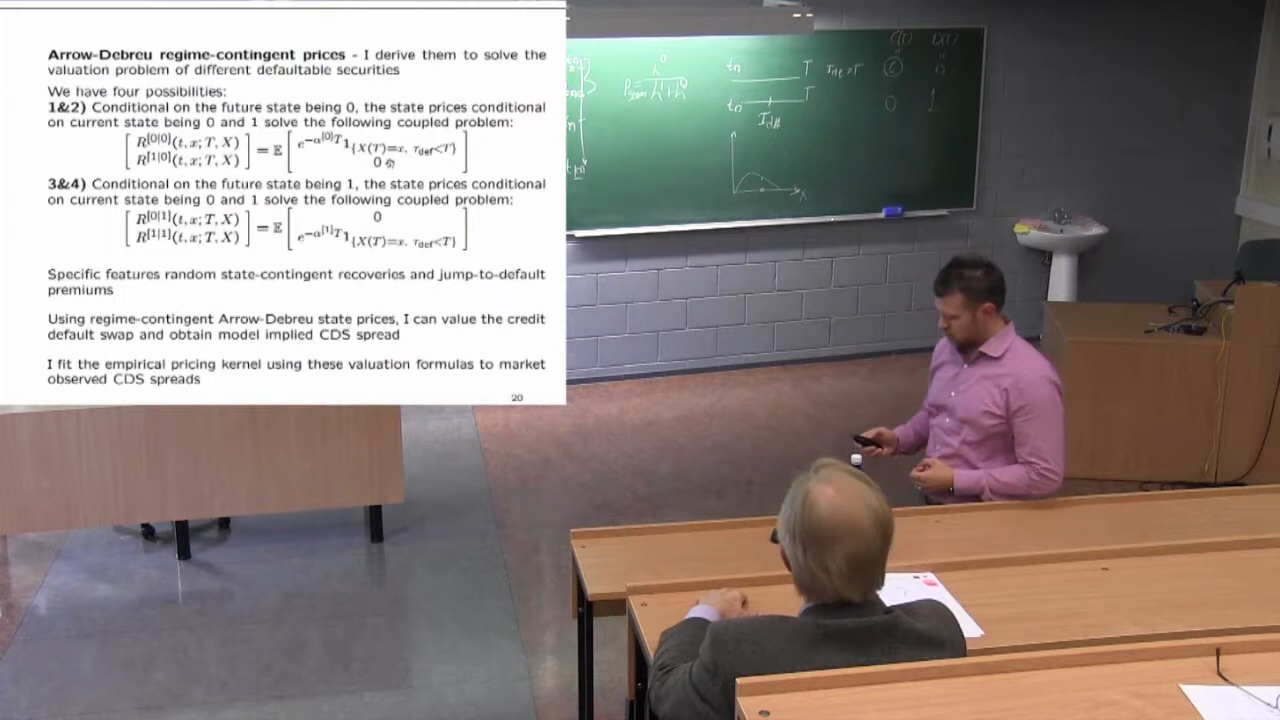 Arrow-Debreu regime-contingent prices - I derive them to solve the
valuation problem of different defaultable securities
We have four possibilities:
1&2) Conditional on the future state being 0, the state prices conditional
on current state being 0 and 1 solve the following coupled problem:
[ R^{[0|0]}(t, x; T, X) ; R^{[1|0]}(t, x; T, X) ] = 𝔼 [ e^{-α^{[0]}T} 1_{{X(T)=x, τ_def<T}} ; 0 ]
3&4) Conditional on the future state being 1, the state prices conditional
on current state being 0 and 1 solve the following coupled problem:
[ R^{[0|1]}(t, x; T, X) ; R^{[1|1]}(t, x; T, X) ] = 𝔼 [ 0 ; e^{-α^{[1]}T} 1_{{X(T)=x, τ_def<T}} ]
Specific features random state-contingent recoveries and jump-to-default
premiums
Using regime-contingent Arrow-Debreu state prices, I can value the credit
default swap and obtain model implied CDS spread
I fit the empirical pricing kernel using these valuation formulas to market
observed CDS spreads
20
t_n T
t_n T
x
0 1